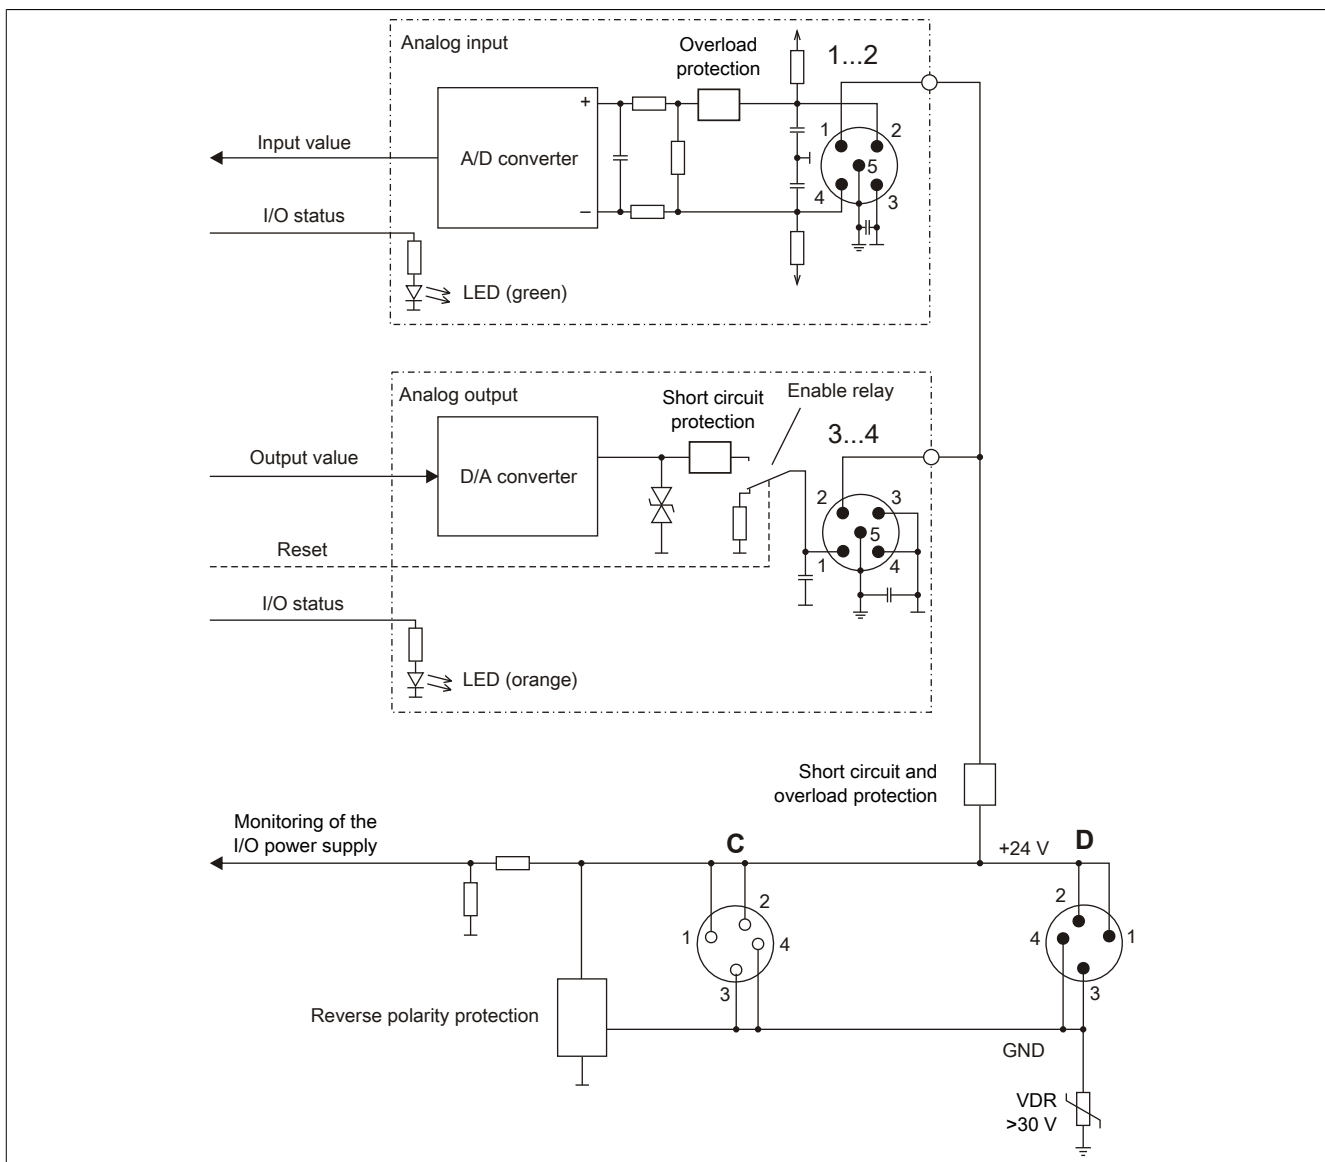 Analog input
Overload
protection
1...2
+
1
2
Input value
A/D converter
5
4
3
I/O status
–
LED (green)
Analog output
Short circuit
protection
Enable relay
3...4
Output value
D/A converter
2
3
5
Reset
1
4
I/O status
LED (orange)
Short circuit and
overload protection
Monitoring of the
I/O power supply
C
+24 V
D
2
2
1
4
4
1
3
3
Reverse polarity protection
GND
VDR
>30 V